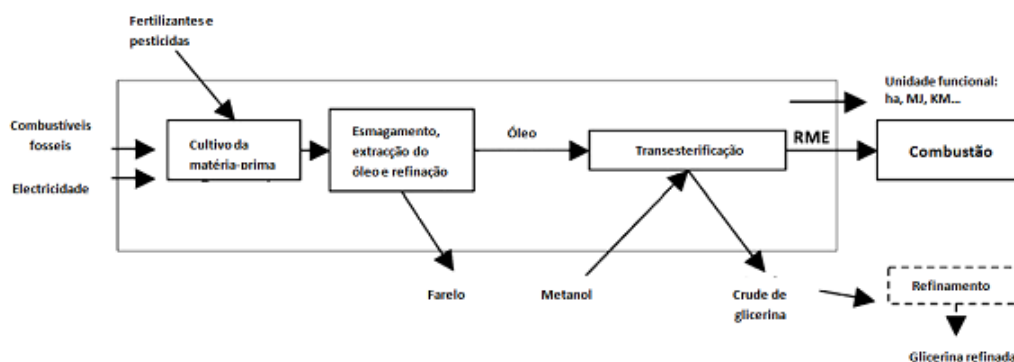 Fertilizantes e
pesticidas
Unidade funcional:
ha, MJ, KM...
Combustíveis
fosseis
Electricidade
Cultivo da
matéria-prima
Esmagamento,
extracção do
óleo e refinação
Óleo
Transesterificação
RME
Combustão
Farelo
Metanol
Crude de
glicerina
Refinamento
Glicerina refinada